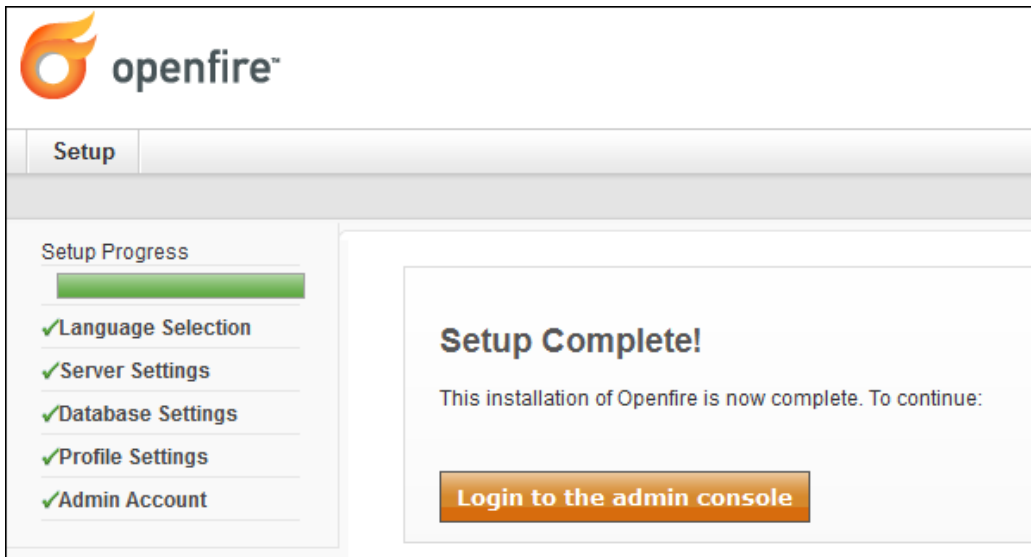 openfire™
Setup
Setup Progress
✓Language Selection
✓Server Settings
✓Database Settings
✓Profile Settings
✓Admin Account
Setup Complete!
This installation of Openfire is now complete. To continue:
Login to the admin console